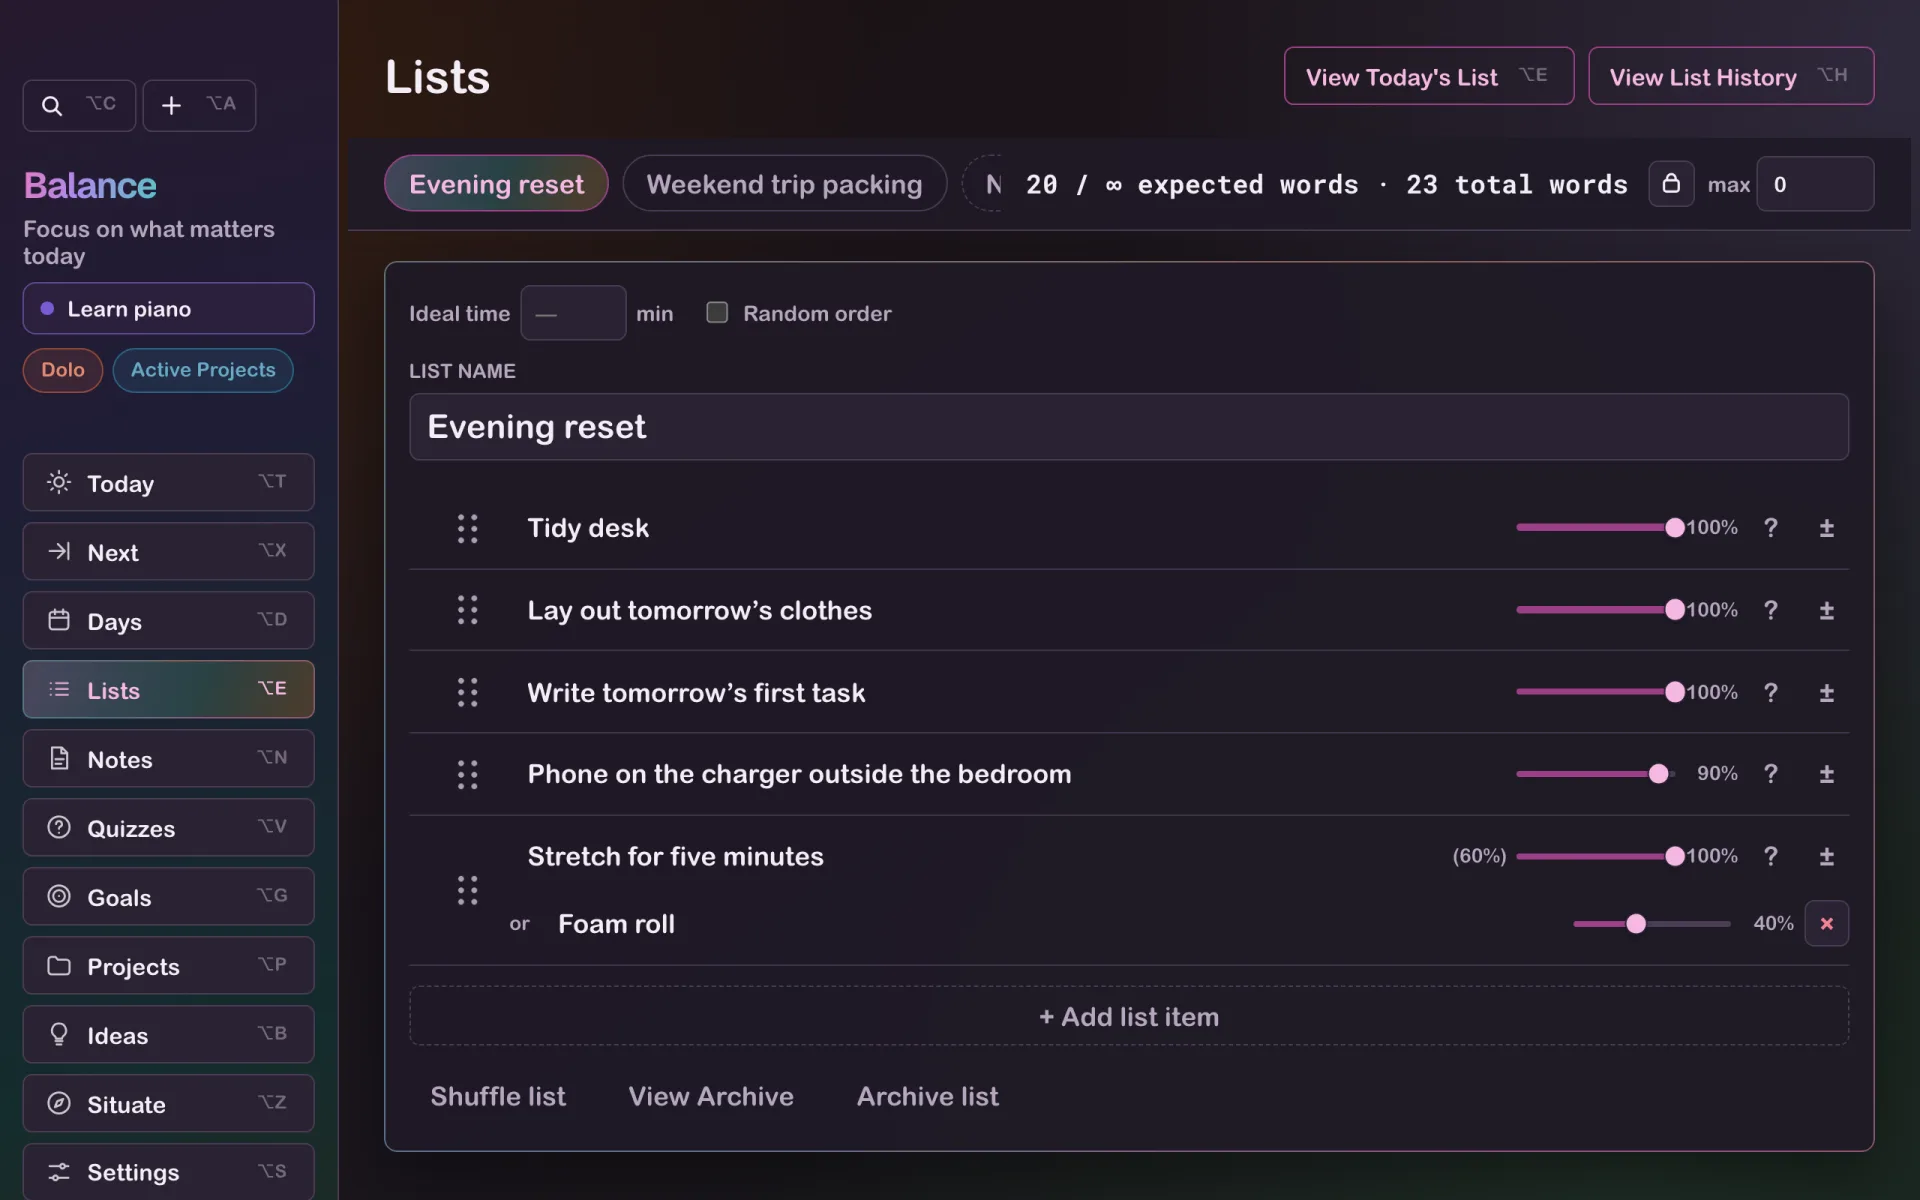 ⌥C
⌥A
Balance
Focus on what matters
today
Learn piano
Dolo
Active Projects
Today ⌥T
Next ⌥X
Days ⌥D
Lists ⌥E
Notes ⌥N
Quizzes ⌥V
Goals ⌥G
Projects ⌥P
Ideas ⌥B
Situate ⌥Z
Settings ⌥S
Lists
View Today's List ⌥E
View List History ⌥H
Evening reset
Weekend trip packing
N
20 / ∞ expected words · 23 total words
max 0
Ideal time — min
Random order
LIST NAME
Evening reset
Tidy desk 100% ? ±
Lay out tomorrow’s clothes 100% ? ±
Write tomorrow’s first task 100% ? ±
Phone on the charger outside the bedroom 90% ? ±
Stretch for five minutes (60%) 100% ? ±
or Foam roll 40% ×
+ Add list item
Shuffle list
View Archive
Archive list